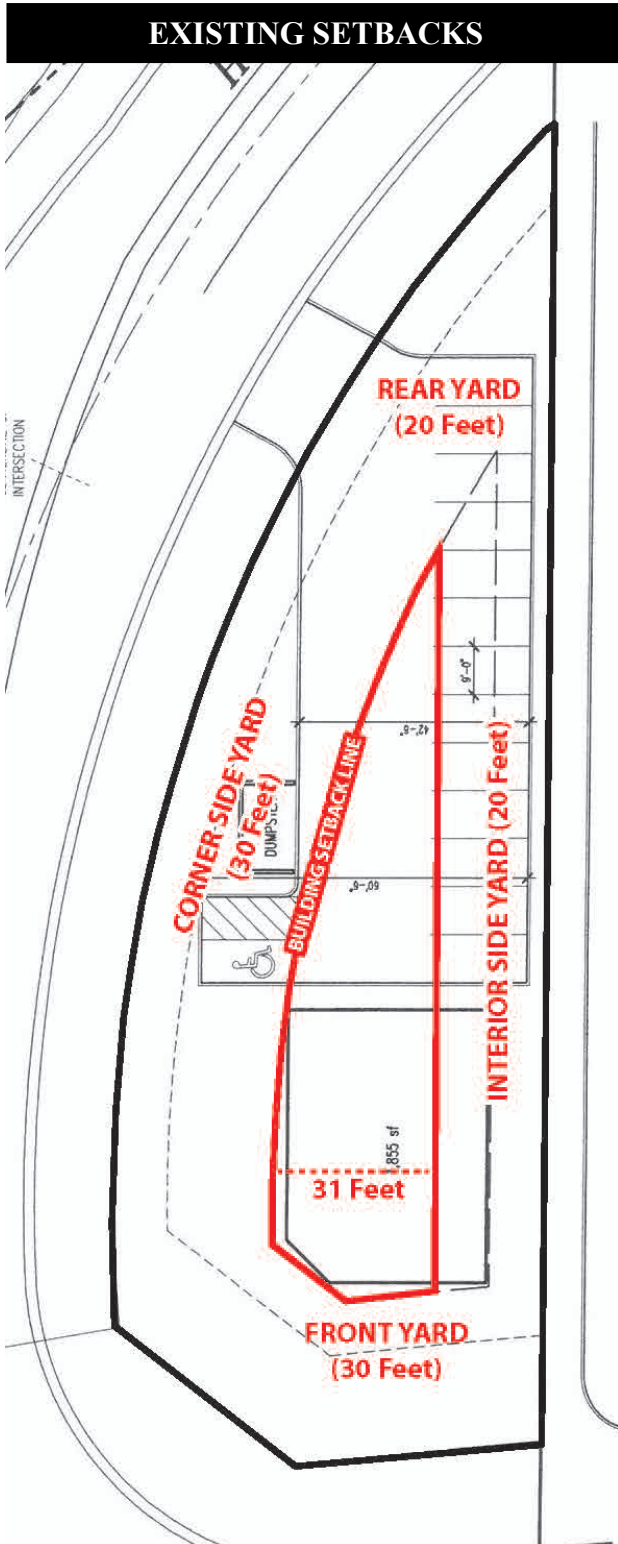 EXISTING SETBACKS
H
INTERSECTION
REAR YARD
(20 Feet)
9'-0"
42'-6"
CORNER SIDE YARD
(30 Feet)
BUILDING SETBACK LINE
INTERIOR SIDE YARD (20 Feet)
60'-6"
,855 sf
31 Feet
FRONT YARD
(30 Feet)